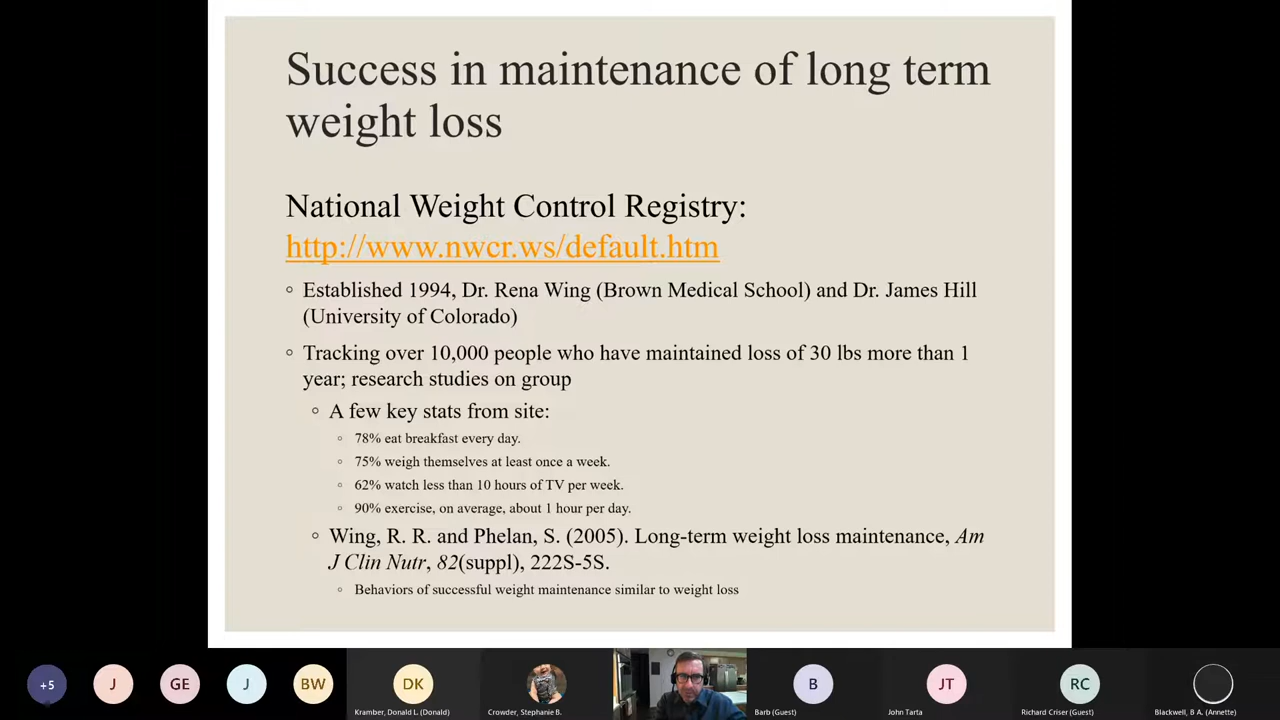 Success in maintenance of long term
weight loss
National Weight Control Registry:
http://www.nwcr.ws/default.htm
◦ Established 1994, Dr. Rena Wing (Brown Medical School) and Dr. James Hill
(University of Colorado)
◦ Tracking over 10,000 people who have maintained loss of 30 lbs more than 1
year; research studies on group
◦ A few key stats from site:
◦ 78% eat breakfast every day.
◦ 75% weigh themselves at least once a week.
◦ 62% watch less than 10 hours of TV per week.
◦ 90% exercise, on average, about 1 hour per day.
◦ Wing, R. R. and Phelan, S. (2005). Long-term weight loss maintenance, Am
J Clin Nutr, 82(suppl), 222S-5S.
◦ Behaviors of successful weight maintenance similar to weight loss
+5
J
GE
J
BW
DK
Kramber, Donald L. (Donald)
Crowder, Stephanie B.
B
Barb (Guest)
JT
John Tarta
RC
Richard Criser (Guest)
Blackwell, B A. (Annette)